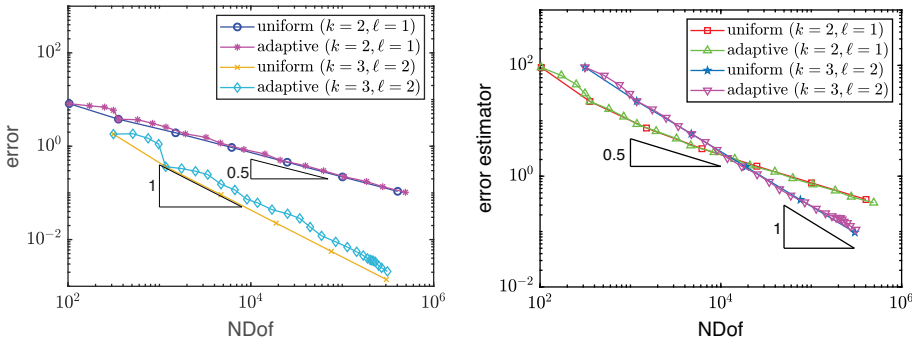 error
10^2
10^0
10^{-2}
10^2
10^4
10^6
NDof
uniform (k = 2, ℓ = 1)
adaptive (k = 2, ℓ = 1)
uniform (k = 3, ℓ = 2)
adaptive (k = 3, ℓ = 2)
0.5
1
error estimator
10^4
10^2
10^0
10^{-2}
10^2
10^4
10^6
NDof
uniform (k = 2, ℓ = 1)
adaptive (k = 2, ℓ = 1)
uniform (k = 3, ℓ = 2)
adaptive (k = 3, ℓ = 2)
0.5
1